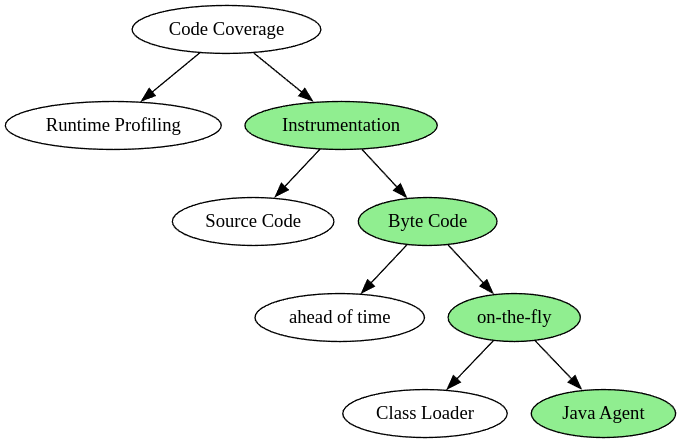 Code Coverage
Runtime Profiling
Instrumentation
Source Code
Byte Code
ahead of time
on-the-fly
Class Loader
Java Agent